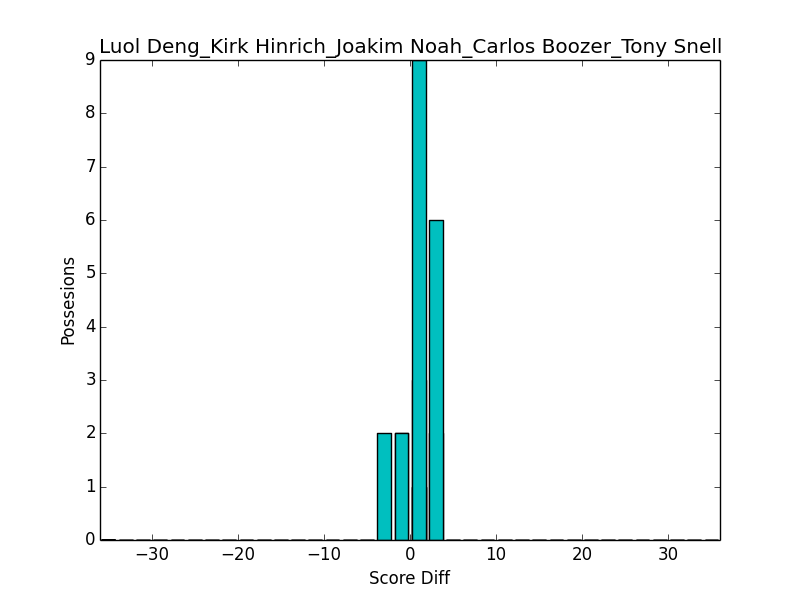 Luol Deng_Kirk Hinrich_Joakim Noah_Carlos Boozer_Tony Snell
9
8
7
6
5
4
3
2
1
0
Possesions
−30 −20 −10 0 10 20 30
Score Diff